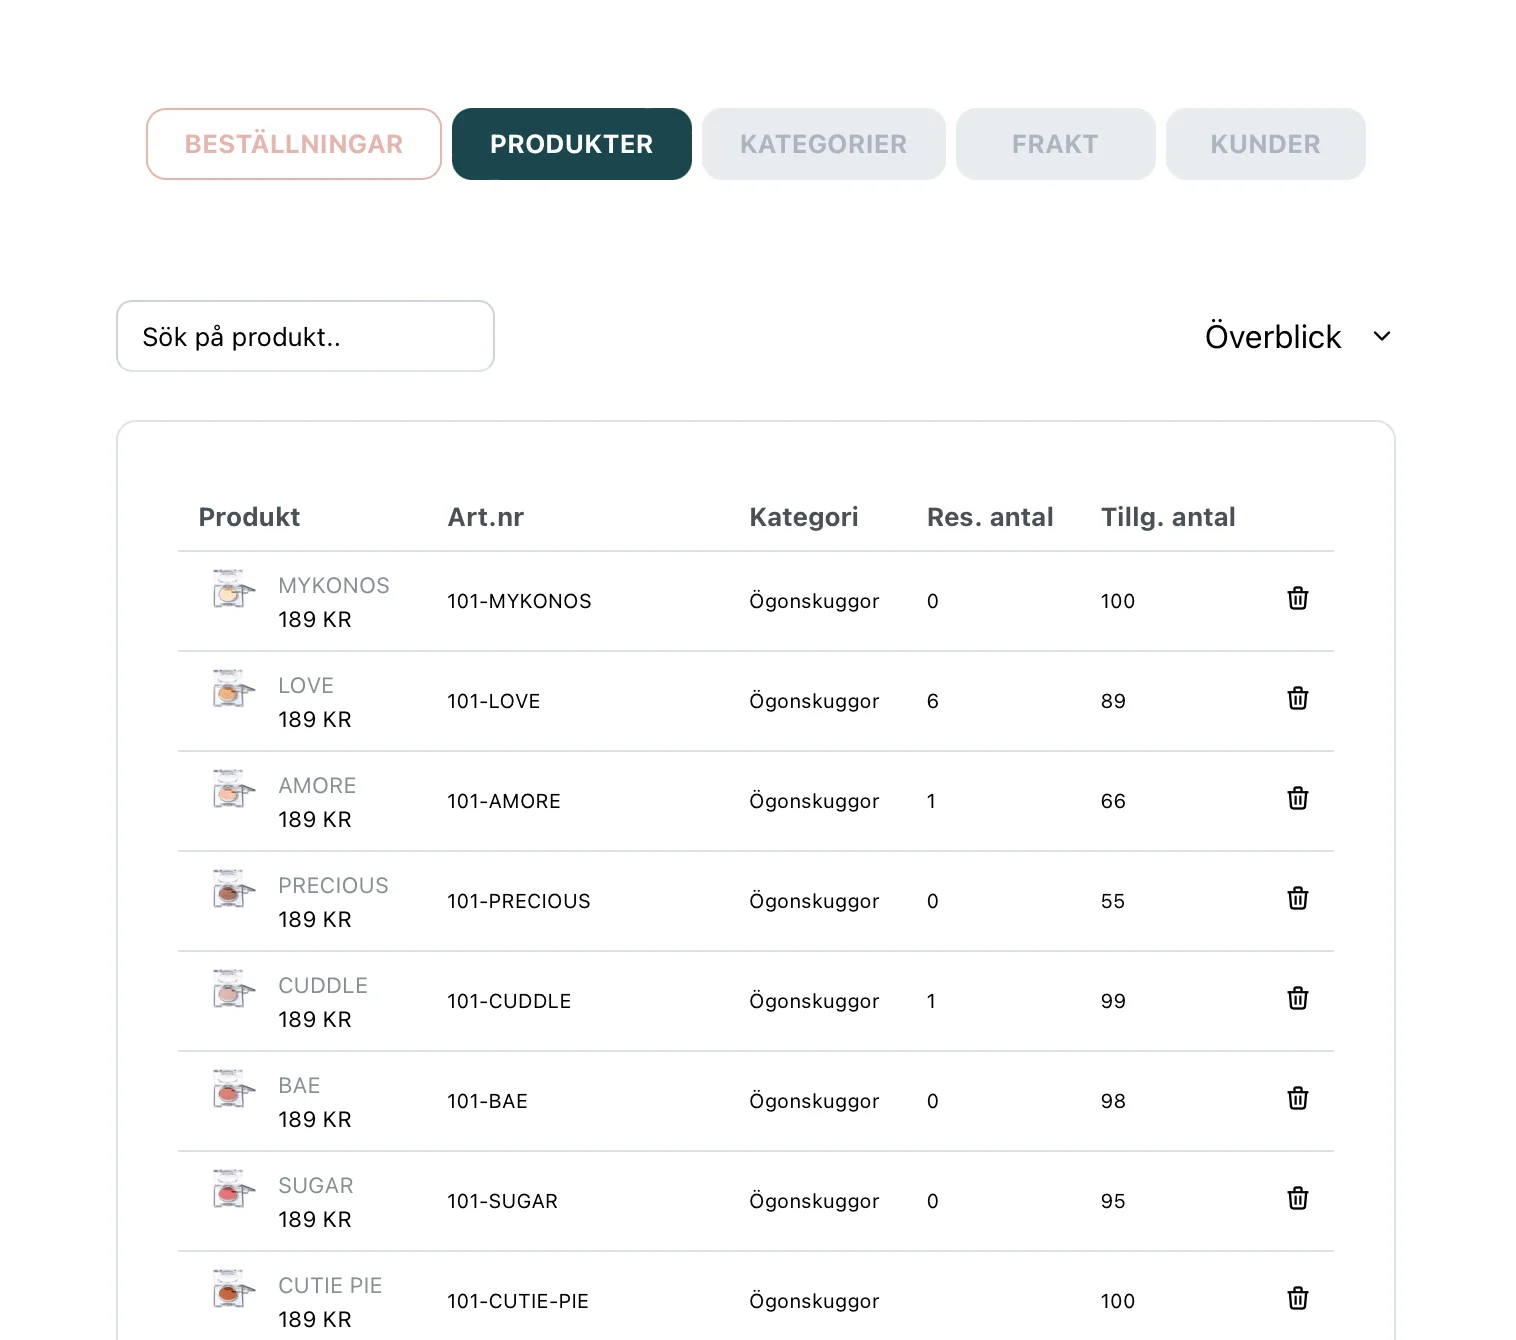 BESTÄLLNINGAR PRODUKTER KATEGORIER FRAKT KUNDER
Sök på produkt.. Överblick
Produkt Art.nr Kategori Res. antal Tillg. antal
MYKONOS
189 KR
101-MYKONOS Ögonskuggor 0 100
LOVE
189 KR
101-LOVE Ögonskuggor 6 89
AMORE
189 KR
101-AMORE Ögonskuggor 1 66
PRECIOUS
189 KR
101-PRECIOUS Ögonskuggor 0 55
CUDDLE
189 KR
101-CUDDLE Ögonskuggor 1 99
BAE
189 KR
101-BAE Ögonskuggor 0 98
SUGAR
189 KR
101-SUGAR Ögonskuggor 0 95
CUTIE PIE
189 KR
101-CUTIE-PIE Ögonskuggor 100